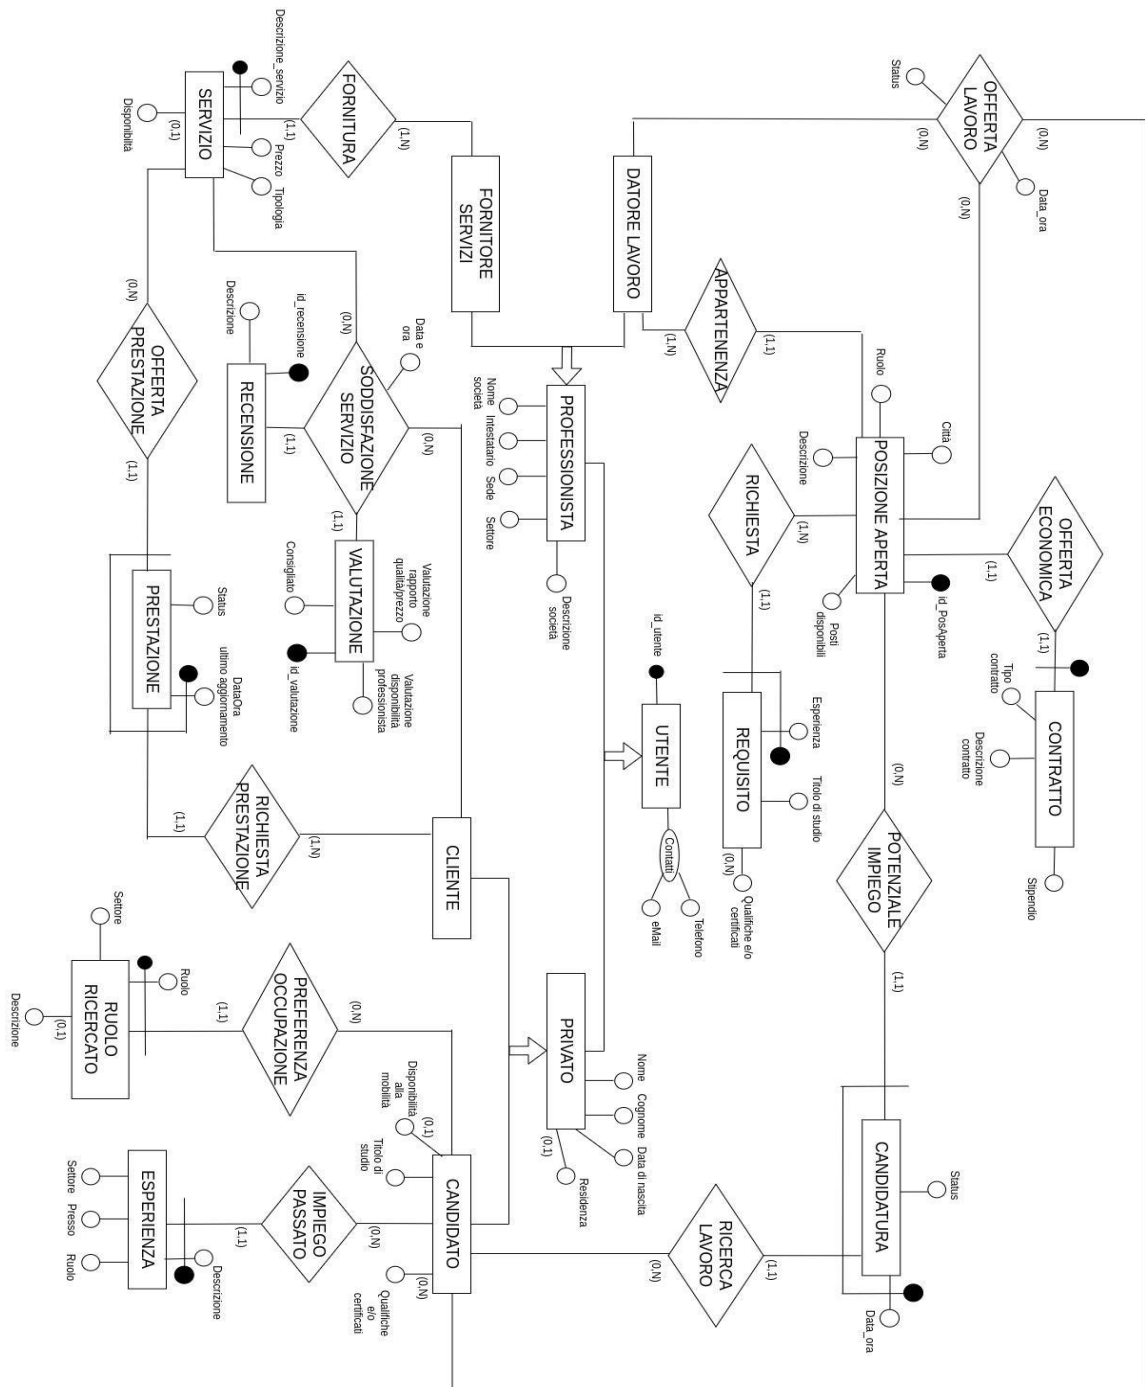 Data_ora
(0,N)
OFFERTA
LAVORO
(0,N)
(0,N)
Status
OFFERTA
ECONOMICA
(1,1)
(1,1)
CONTRATTO
Tipo
contratto
Descrizione
contratto
Stipendio
Città
id_PosAperta
POSIZIONE APERTA
Ruolo
Descrizione
Posti
disponibili
(0,N)
POTENZIALE
IMPIEGO
(1,1)
Status
CANDIDATURA
Data_ora
APPARTENENZA
(1,1)
(1,N)
RICHIESTA
(1,N)
(1,1)
Esperienza
Titolo di studio
REQUISITO
(0,N)
Qualifiche e/o
certificati
(1,1)
RICERCA
LAVORO
(0,N)
DATORE LAVORO
id_utente
UTENTE
Contatti
Telefono
eMail
Nome
Cognome
Data di nascita
PRIVATO
(0,1)
Residenza
PROFESSIONISTA
Nome
società
Intestatario
Sede
Settore
Descrizione
società
FORNITORE
SERVIZI
(1,N)
FORNITURA
(1,1)
Descrizione_servizio
SERVIZIO
Prezzo
Tipologia
(0,1)
Disponibiltà
Data e
ora
(0,N)
(0,N)
SODDISFAZIONE
SERVIZIO
(1,1)
(1,1)
id_recensione
RECENSIONE
Descrizione
Valutazione
rapporto
qualità/prezzo
Valutazione
disponibilità
professionista
VALUTAZIONE
Consigliato
id_valutazione
(0,N)
OFFERTA
PRESTAZIONE
(1,1)
Status
DataOra
ultimo aggiornamento
PRESTAZIONE
CLIENTE
(1,N)
RICHIESTA
PRESTAZIONE
(1,1)
CANDIDATO
(0,1)
Disponibilità
alla
mobilità
Titolo di
studio
(0,N)
Qualifiche
e/o
certificati
(0,N)
PREFERENZA
OCCUPAZIONE
(1,1)
Ruolo
RUOLO
RICERCATO
Settore
(0,1)
Descrizione
(0,N)
IMPIEGO
PASSATO
(1,1)
Descrizione
ESPERIENZA
Settore
Presso
Ruolo